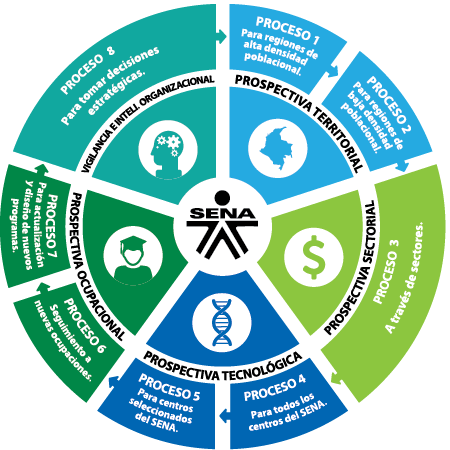 PROCESO 1
Para regiones de
alta densidad
poblacional.
PROSPECTIVA TERRITORIAL
PROCESO 2
Para regiones de
baja densidad
poblacional.
PROCESO 3
A través de sectores.
PROSPECTIVA SECTORIAL
PROCESO 4
Para todos los
centros del SENA.
PROSPECTIVA TECNOLÓGICA
PROCESO 5
Para centros
seleccionados
del SENA.
PROCESO 6
Seguimiento a
nuevas ocupaciones.
PROSPECTIVA OCUPACIONAL
PROCESO 7
Para actualización
y diseño de nuevos
programas.
PROCESO 8
Para tomar decisiones
estratégicas.
VIGILANCIA E INTELI. ORGANIZACIONAL
SENA
$